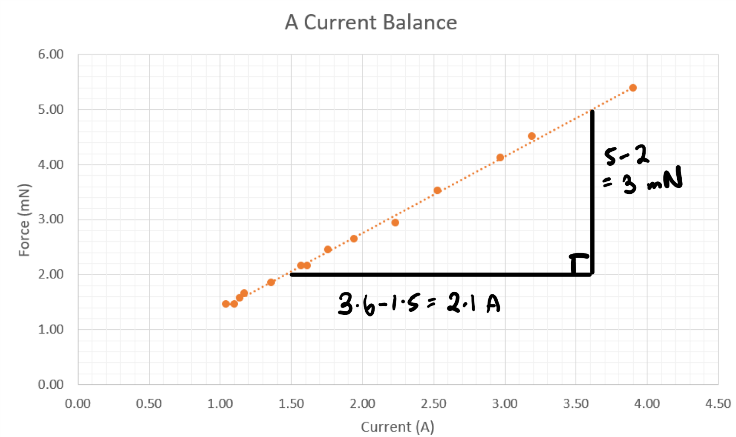 A Current Balance
6.00
5.00
4.00
3.00
2.00
1.00
0.00
Force (mN)
5-2
= 3 mN
3.6-1.5 = 2.1 A
0.00 0.50 1.00 1.50 2.00 2.50 3.00 3.50 4.00 4.50
Current (A)